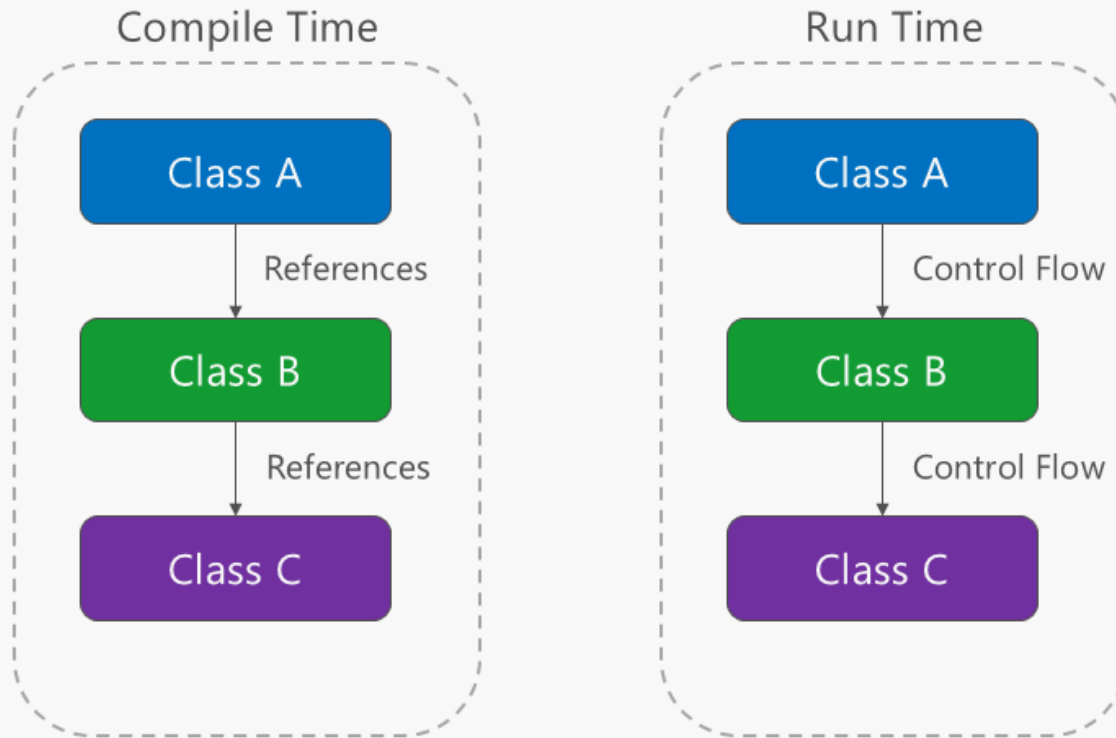 Compile Time
Class A
References
Class B
References
Class C
Run Time
Class A
Control Flow
Class B
Control Flow
Class C